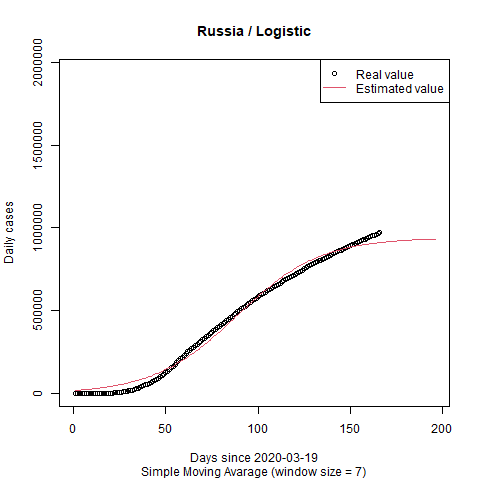 Russia / Logistic
Real value
Estimated value
Daily cases
0
500000
1000000
1500000
2000000
0
50
100
150
200
Days since 2020-03-19
Simple Moving Avarage (window size = 7)